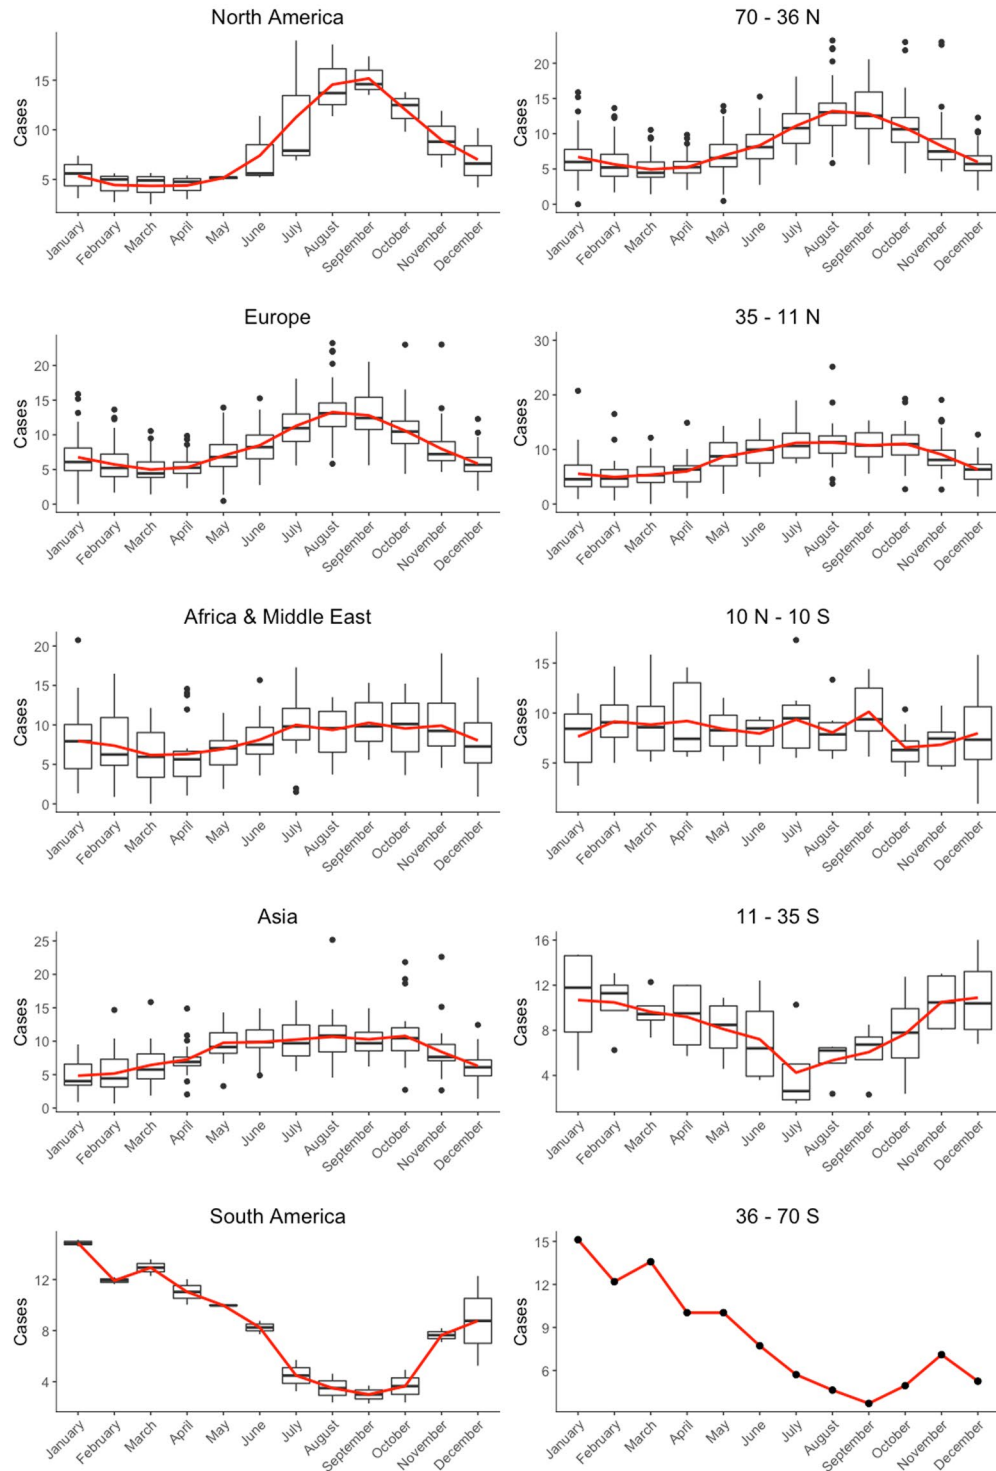 North America
Cases
15
10
5
January
February
March
April
May
June
July
August
September
October
November
December
70 - 36 N
Cases
20
15
10
5
0
January
February
March
April
May
June
July
August
September
October
November
December
Europe
Cases
20
15
10
5
0
January
February
March
April
May
June
July
August
September
October
November
December
35 - 11 N
Cases
30
20
10
0
January
February
March
April
May
June
July
August
September
October
November
December
Africa & Middle East
Cases
20
15
10
5
0
January
February
March
April
May
June
July
August
September
October
November
December
10 N - 10 S
Cases
15
10
5
January
February
March
April
May
June
July
August
September
October
November
December
Asia
Cases
25
20
15
10
5
0
January
February
March
April
May
June
July
August
September
October
November
December
11 - 35 S
Cases
16
12
8
4
January
February
March
April
May
June
July
August
September
October
November
December
South America
Cases
12
8
4
January
February
March
April
May
June
July
August
September
October
November
December
36 - 70 S
Cases
15
12
9
6
January
February
March
April
May
June
July
August
September
October
November
December